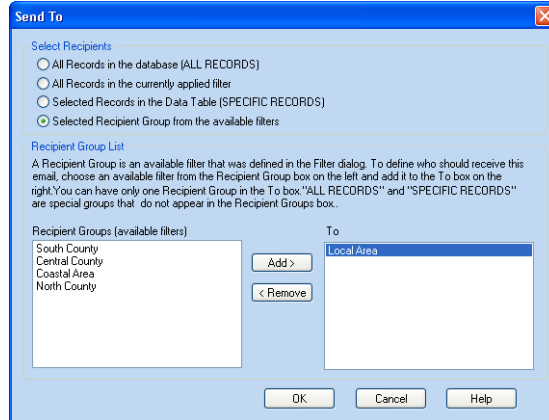 Send To
Select Recipients
All Records in the database (ALL RECORDS)
All Records in the currently applied filter
Selected Records in the Data Table (SPECIFIC RECORDS)
Selected Recipient Group from the available filters
Recipient Group List
A Recipient Group is an available filter that was defined in the Filter dialog. To define who should receive this
email, choose an available filter from the Recipient Group box on the left and add it to the To box on the
right.You can have only one Recipient Group in the To box."ALL RECORDS" and "SPECIFIC RECORDS"
are special groups that do not appear in the Recipient Groups box..
Recipient Groups (available filters)
South County
Central County
Coastal Area
North County
Add >
< Remove
To
Local Area
OK
Cancel
Help